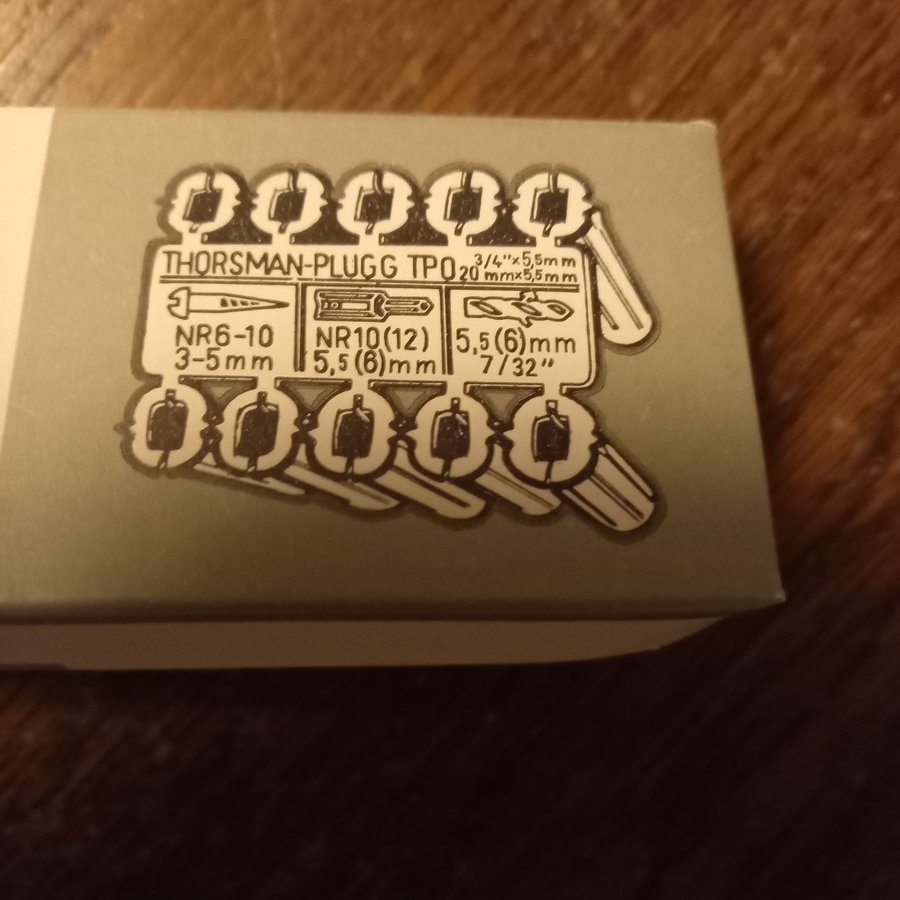 THORSMAN-PLUGG TPO 3/4"x5,5mm
20 mmx5,5mm
NR6-10
3-5mm
NR10(12)
5,5(6)mm
5,5(6)mm
7/32"